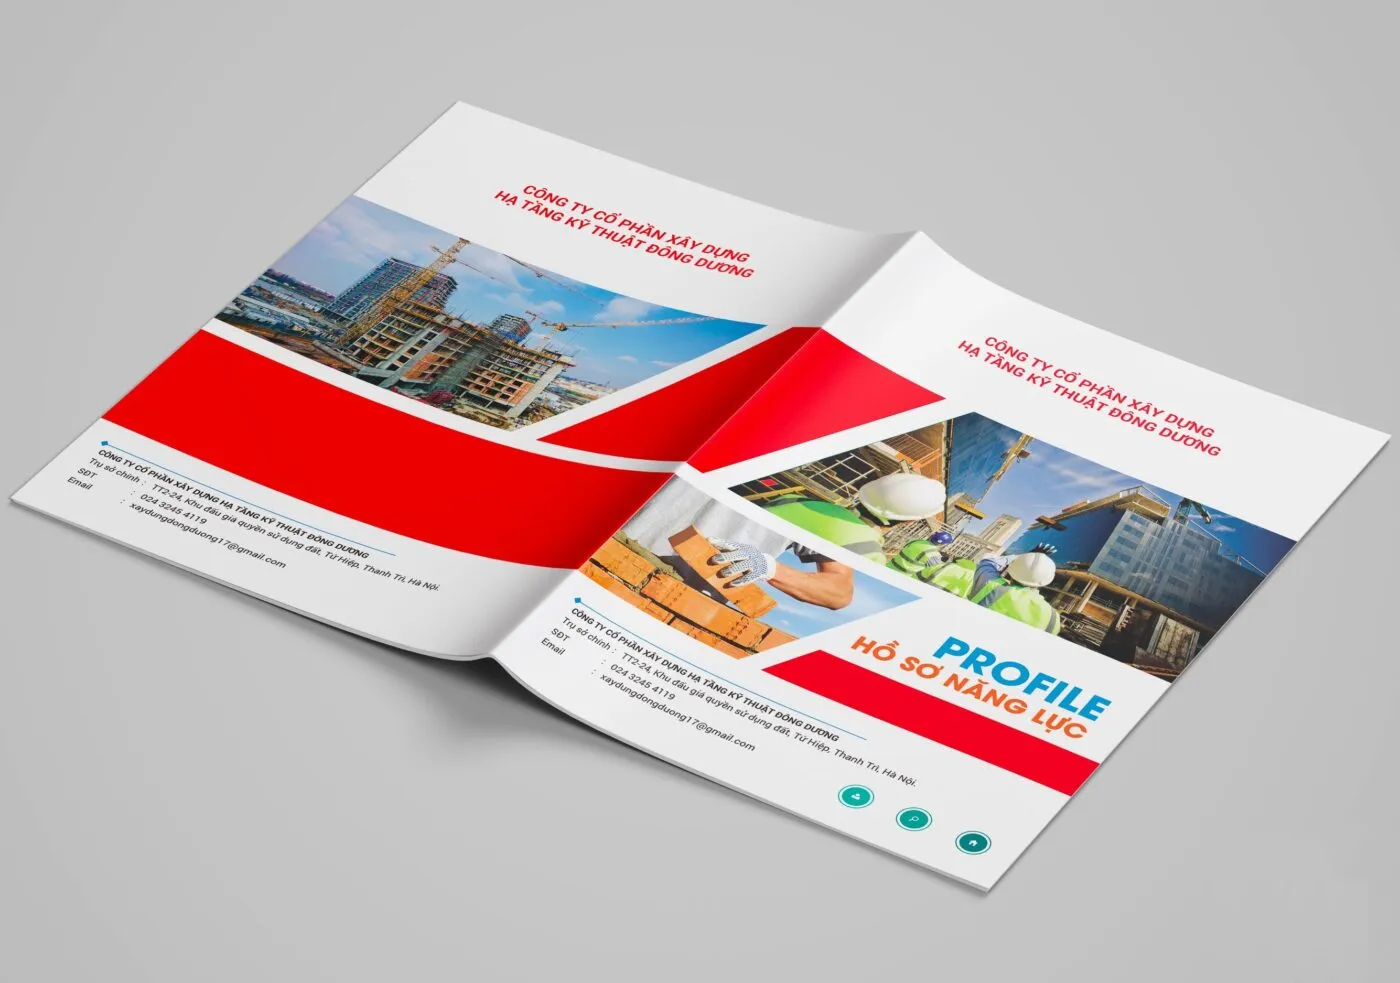 CÔNG TY CỔ PHẦN XÂY DỰNG
HẠ TẦNG KỸ THUẬT ĐÔNG DƯƠNG
CÔNG TY CỔ PHẦN XÂY DỰNG HẠ TẦNG KỸ THUẬT ĐÔNG DƯƠNG
Trụ sở chính : TT2-24, Khu đấu giá quyền sử dụng đất, Tứ Hiệp, Thanh Trì, Hà Nội.
SĐT : 024 3245 4119
Email : xaydungdongduong17@gmail.com
CÔNG TY CỔ PHẦN XÂY DỰNG
HẠ TẦNG KỸ THUẬT ĐÔNG DƯƠNG
PROFILE
HỒ SƠ NĂNG LỰC
CÔNG TY CỔ PHẦN XÂY DỰNG HẠ TẦNG KỸ THUẬT ĐÔNG DƯƠNG
Trụ sở chính : TT2-24, Khu đấu giá quyền sử dụng đất, Tứ Hiệp, Thanh Trì, Hà Nội.
SĐT : 024 3245 4119
Email : xaydungdongduong17@gmail.com